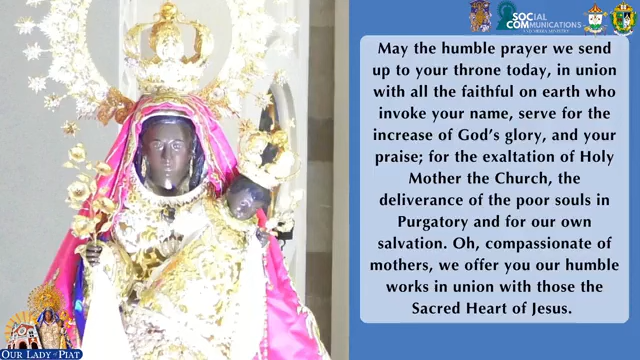 SOCIAL
COMMUNICATIONS
May the humble prayer we send
up to your throne today, in union
with all the faithful on earth who
invoke your name, serve for the
increase of God's glory, and your
praise; for the exaltation of Holy
Mother the Church, the
deliverance of the poor souls in
Purgatory and for our own
salvation. Oh, compassionate of
mothers, we offer you our humble
works in union with those the
Sacred Heart of Jesus.
OUR LADY of PIAT